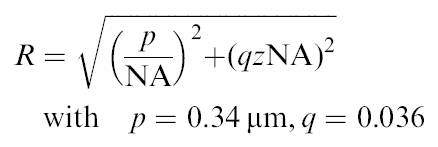 R = √((p/NA)² + (qzNA)²)
with p = 0.34 μm, q = 0.036